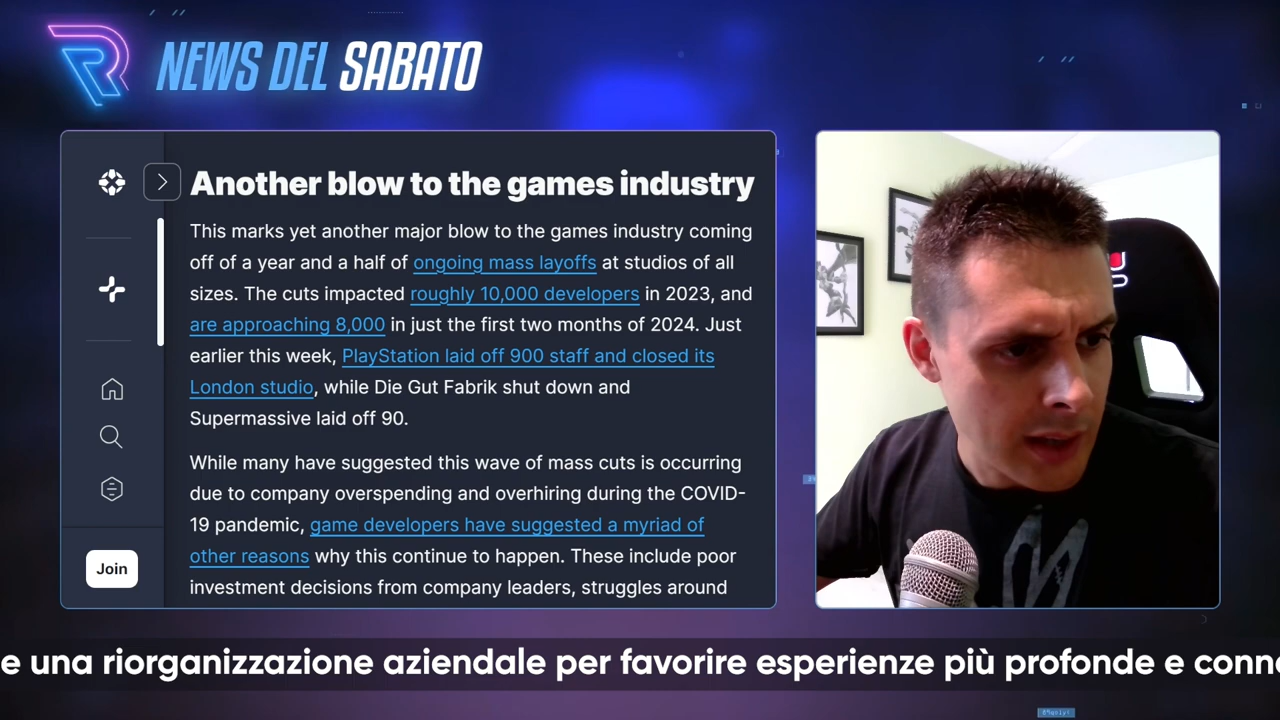 NEWS DEL SABATO
Another blow to the games industry
This marks yet another major blow to the games industry coming
off of a year and a half of ongoing mass layoffs at studios of all
sizes. The cuts impacted roughly 10,000 developers in 2023, and
are approaching 8,000 in just the first two months of 2024. Just
earlier this week, PlayStation laid off 900 staff and closed its
London studio, while Die Gut Fabrik shut down and
Supermassive laid off 90.
While many have suggested this wave of mass cuts is occurring
due to company overspending and overhiring during the COVID-
19 pandemic, game developers have suggested a myriad of
other reasons why this continue to happen. These include poor
investment decisions from company leaders, struggles around
Join
e una riorganizzazione aziendale per favorire esperienze più profonde e conne